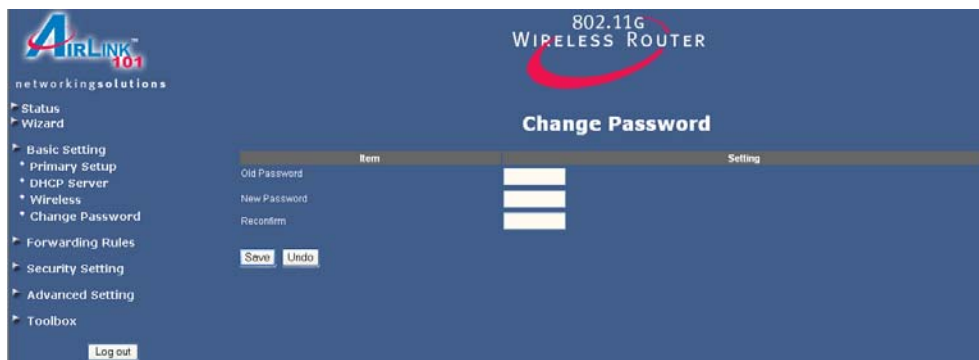 AIRLINK™
101
networkingsolutions
802.11G
WIRELESS ROUTER
Status
Wizard
Basic Setting
Primary Setup
DHCP Server
Wireless
Change Password
Forwarding Rules
Security Setting
Advanced Setting
Toolbox
Log out
Change Password
Item Setting
Old Password
New Password
Reconfirm
Save Undo